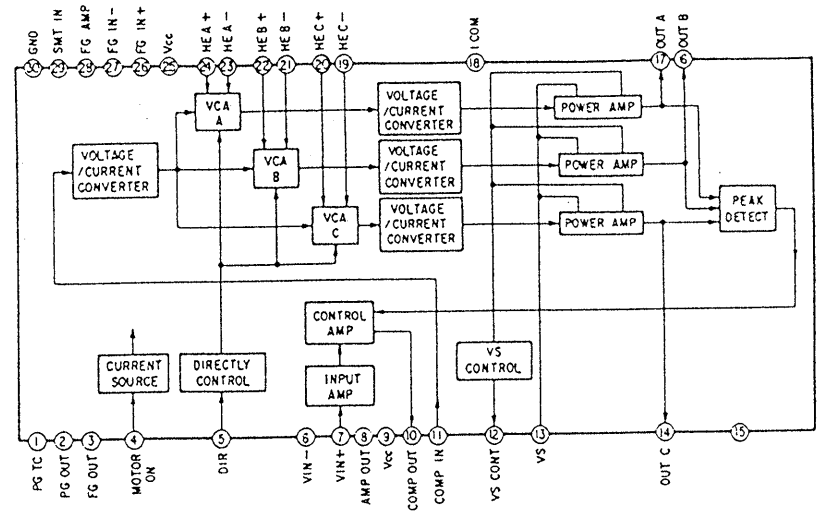 GND
SMT IN
FG AMP
FG IN-
FG IN+
Vcc
HEA+
HEA-
HEB+
HEB-
HEC+
HEC-
I COM
OUT A
OUT B
30
29
28
27
26
25
24
23
22
21
20
19
18
17
6
VCA
A
VOLTAGE
/CURRENT
CONVERTER
POWER AMP
VOLTAGE
/CURRENT
CONVERTER
VCA
B
VOLTAGE
/CURRENT
CONVERTER
POWER AMP
VCA
C
VOLTAGE
/CURRENT
CONVERTER
POWER AMP
PEAK
DETECT
CONTROL
AMP
CURRENT
SOURCE
DIRECTLY
CONTROL
INPUT
AMP
VS
CONTROL
1
2
3
4
5
6
7
8
9
10
11
12
13
14
15
PG TC
PG OUT
FG OUT
MOTOR
ON
DIR
VIN-
VIN+
AMP OUT
Vcc
COMP OUT
COMP IN
VS CONT
VS
OUT C